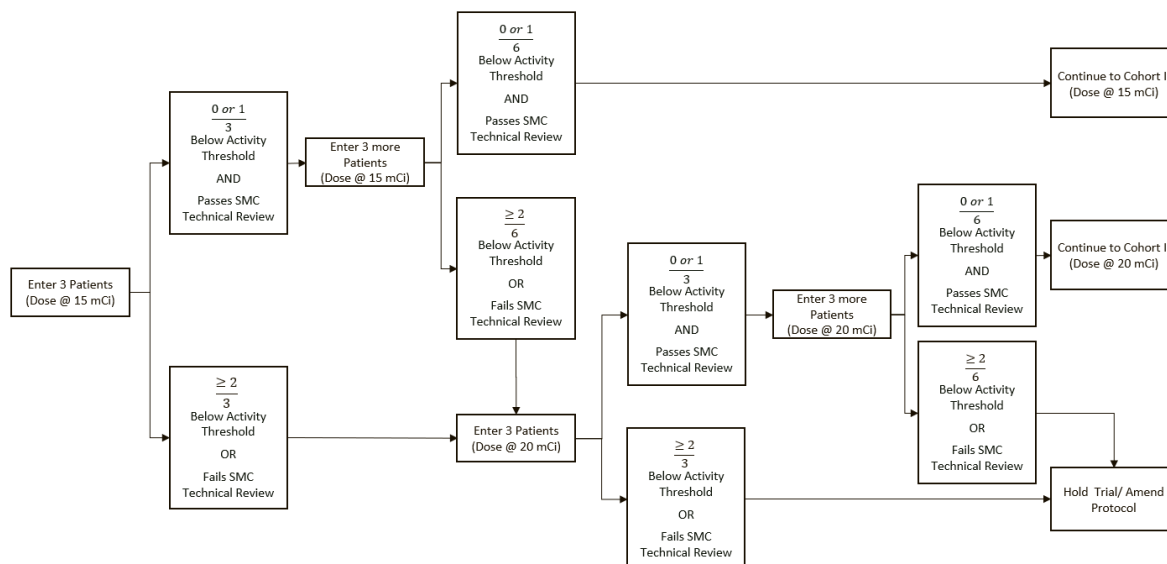 Enter 3 Patients
(Dose @ 15 mCi)
0 or 1
3
Below Activity
Threshold
AND
Passes SMC
Technical Review
≥ 2
3
Below Activity
Threshold
OR
Fails SMC
Technical Review
Enter 3 more
Patients
(Dose @ 15 mCi)
0 or 1
6
Below Activity
Threshold
AND
Passes SMC
Technical Review
≥ 2
6
Below Activity
Threshold
OR
Fails SMC
Technical Review
Enter 3 Patients
(Dose @ 20 mCi)
0 or 1
3
Below Activity
Threshold
AND
Passes SMC
Technical Review
≥ 2
3
Below Activity
Threshold
OR
Fails SMC
Technical Review
Enter 3 more
Patients
(Dose @ 20 mCi)
0 or 1
6
Below Activity
Threshold
AND
Passes SMC
Technical Review
≥ 2
6
Below Activity
Threshold
OR
Fails SMC
Technical Review
Continue to Cohort I
(Dose @ 15 mCi)
Continue to Cohort I
(Dose @ 20 mCi)
Hold Trial/ Amend
Protocol